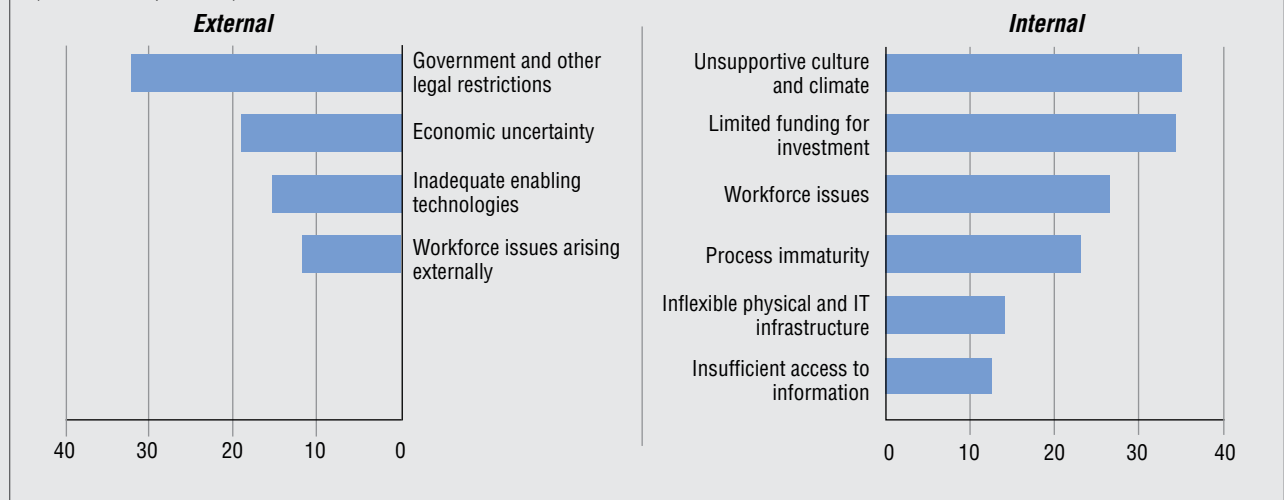 External
Government and other
legal restrictions
Economic uncertainty
Inadequate enabling
technologies
Workforce issues arising
externally
40 30 20 10 0
Internal
Unsupportive culture
and climate
Limited funding for
investment
Workforce issues
Process immaturity
Inflexible physical and IT
infrastructure
Insufficient access to
information
0 10 20 30 40